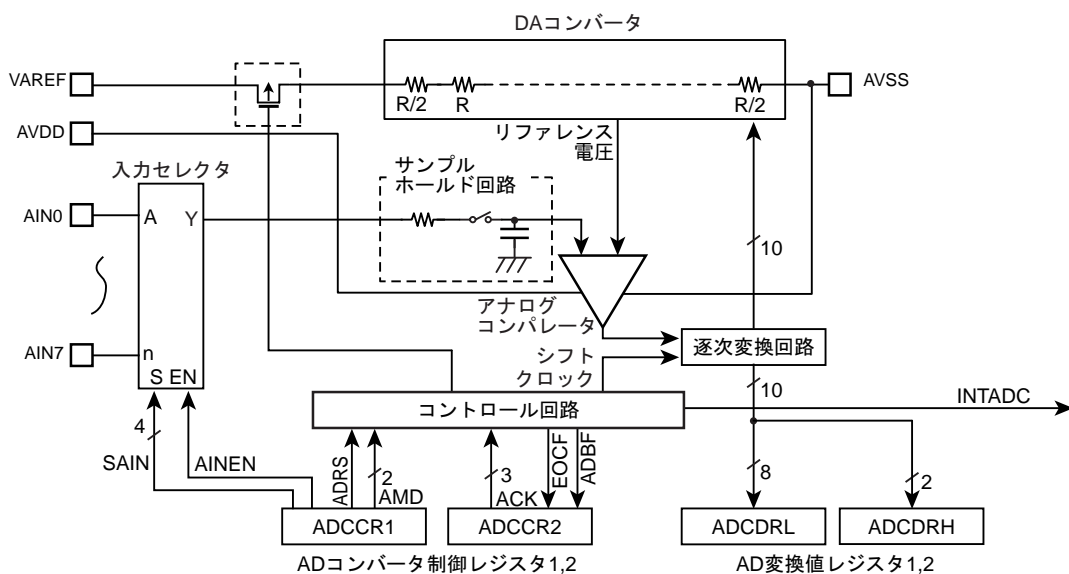 DAコンバータ
VAREF
R/2
R
R/2
AVSS
AVDD
リファレンス
電圧
入力セレクタ
サンプル
ホールド回路
AIN0
A
Y
10
アナログ
コンパレータ
AIN7
n
S EN
シフト
クロック
逐次変換回路
10
コントロール回路
INTADC
4
SAIN
AINEN
ADRS
2
AMD
3
ACK
EOCF
ADBF
8
2
ADCCR1
ADCCR2
ADCDRL
ADCDRH
ADコンバータ制御レジスタ1,2
AD変換値レジスタ1,2